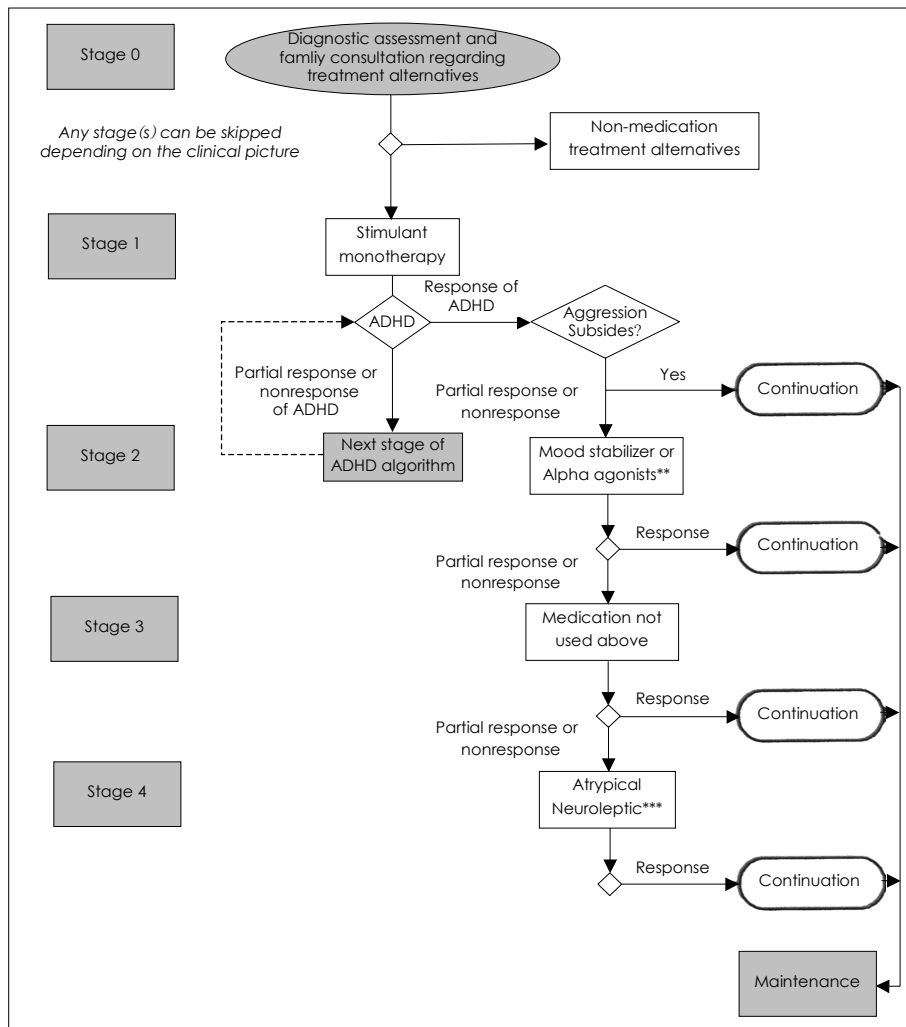 Stage 0
Diagnostic assessment and
famliy consultation regarding
treatment alternatives
Any stage(s) can be skipped
depending on the clinical picture
Non-medication
treatment alternatives
Stage 1
Stimulant
monotherapy
Response of
ADHD
ADHD
Aggression
Subsides?
Partial response or
nonresponse
of ADHD
Partial response or
nonresponse
Yes
Continuation
Stage 2
Next stage of
ADHD algorithm
Mood stabilizer or
Alpha agonists**
Response
Continuation
Partial response or
nonresponse
Stage 3
Medication not
used above
Response
Continuation
Partial response or
nonresponse
Stage 4
Atrypical
Neuroleptic***
Response
Continuation
Maintenance